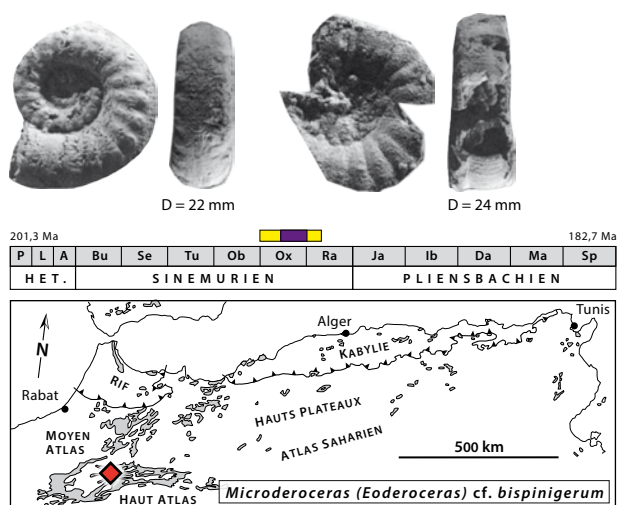 D = 22 mm
D = 24 mm
201,3 Ma
182,7 Ma
P L A Bu Se Tu Ob Ox Ra Ja Ib Da Ma Sp
HET. SINEMURIEN PLIENSBACHIEN
Tunis
Alger
N
KABYLIE
RIF
Rabat
HAUTS PLATEAUX
MOYEN
ATLAS
ATLAS SAHARIEN
500 km
HAUT ATLAS
Microderoceras (Eoderoceras) cf. bispinigerum